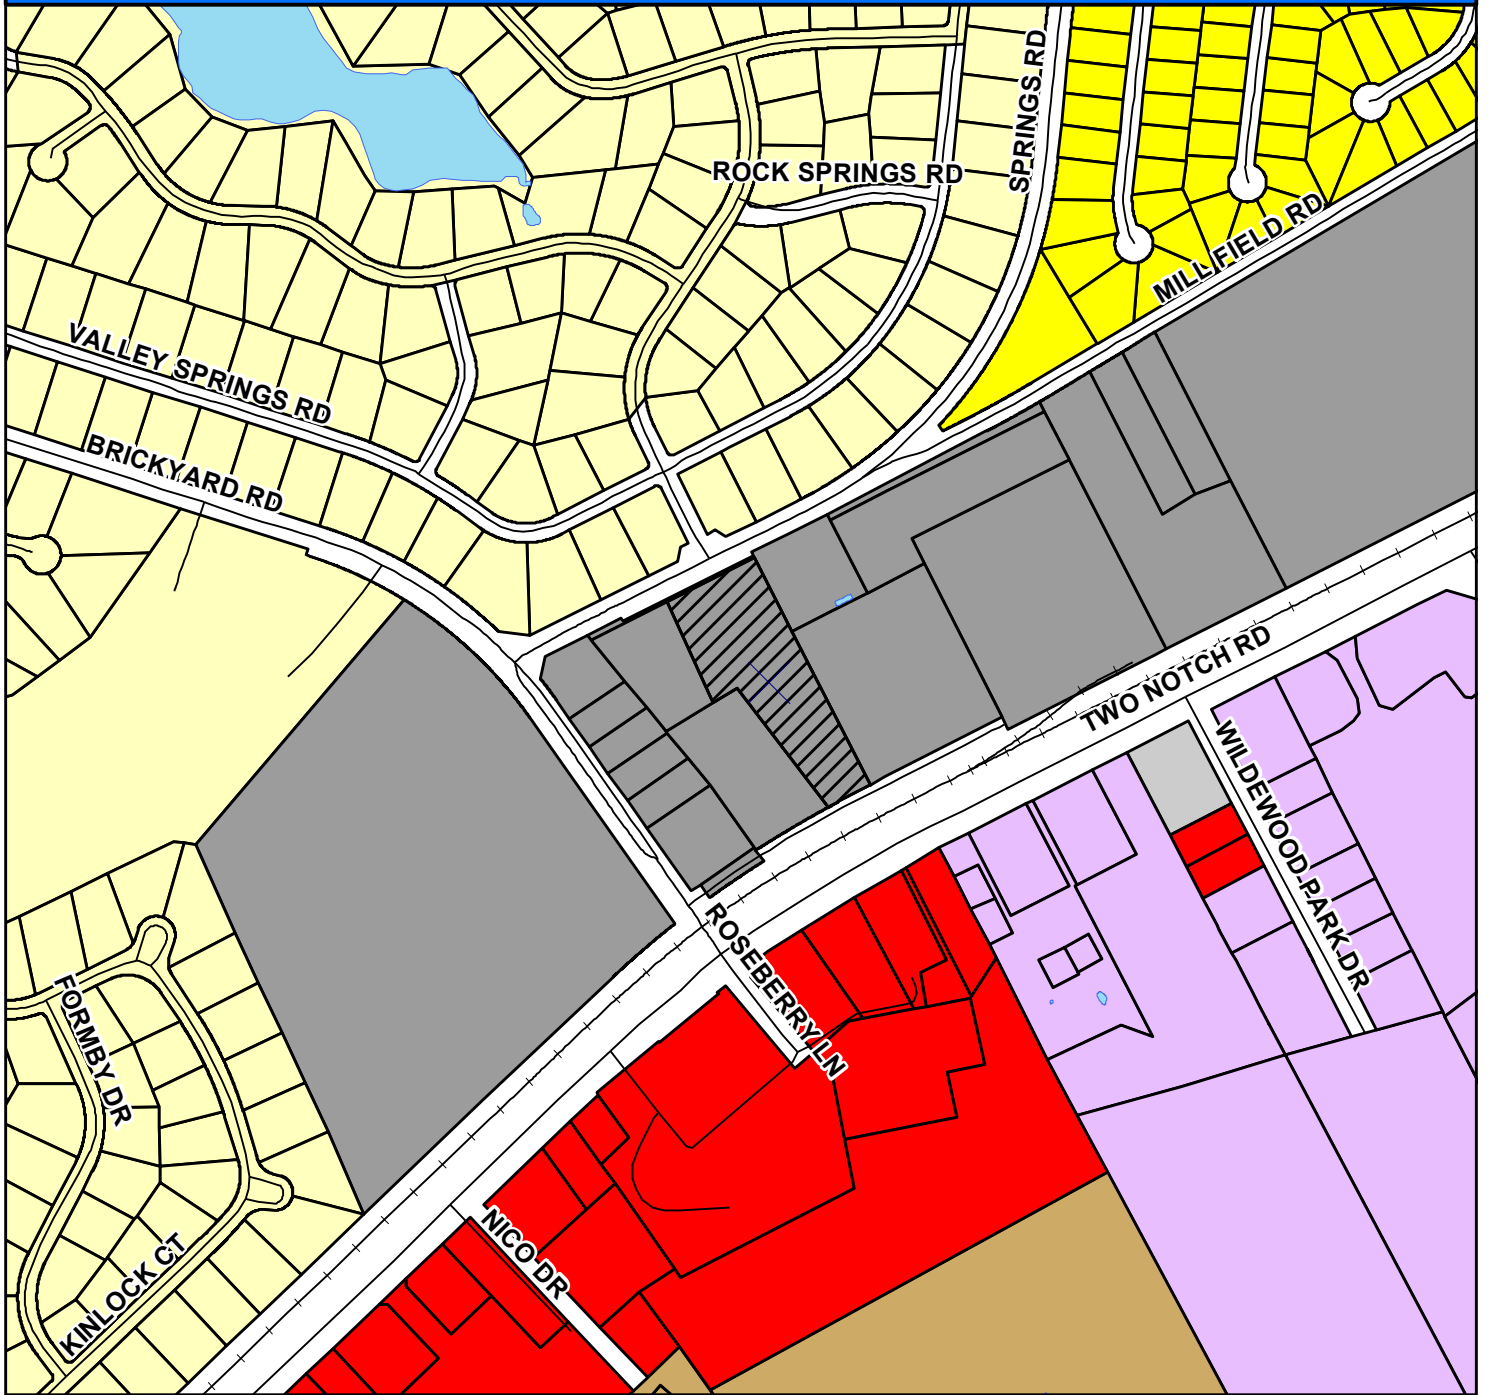 SPRINGS RD
ROCK SPRINGS RD
MILL FIELD RD
VALLEY SPRINGS RD
BRICKYARD RD
TWO NOTCH RD
WILDEWOOD PARK DR
ROSEBERRY LN
FORMBY DR
NICO DR
KINLOCK CT